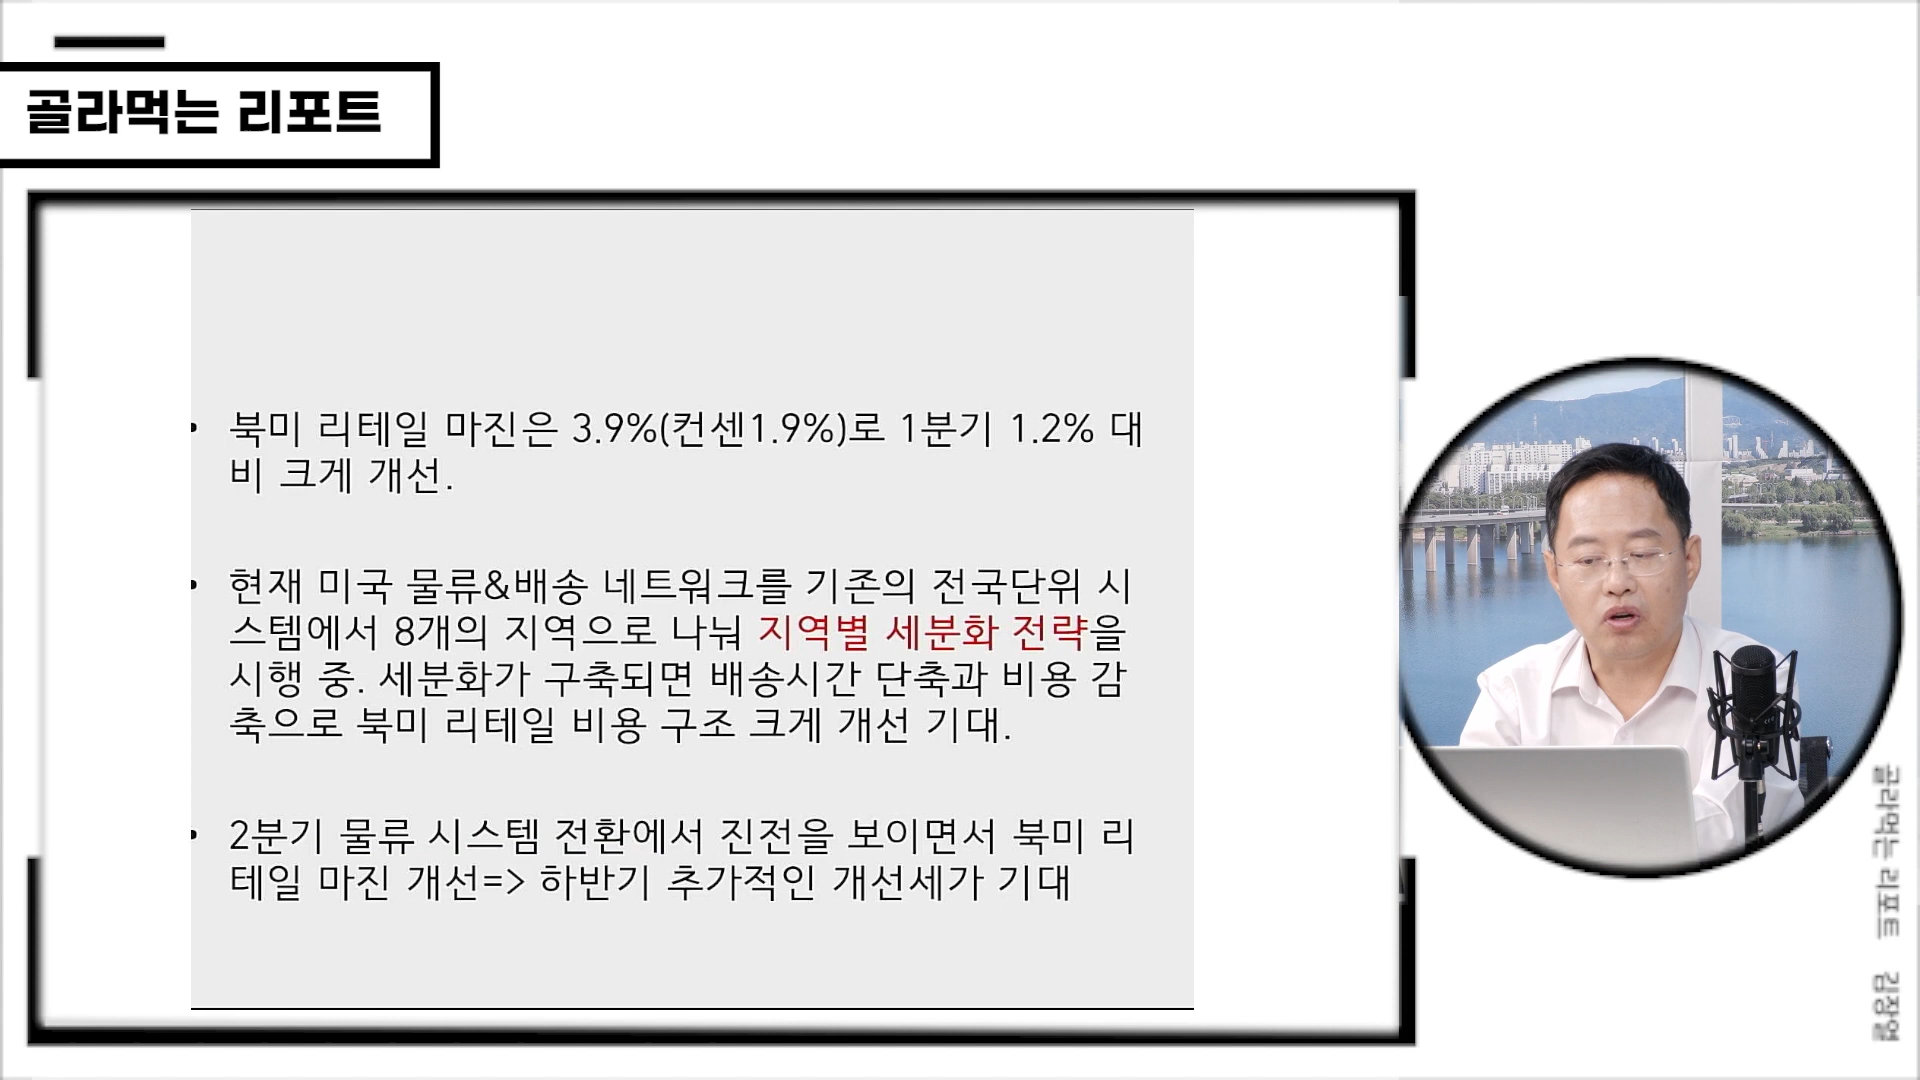 골라먹는 리포트
• 북미 리테일 마진은 3.9%(컨센1.9%)로 1분기 1.2% 대
비 크게 개선.
• 현재 미국 물류&배송 네트워크를 기존의 전국단위 시
스템에서 8개의 지역으로 나눠 지역별 세분화 전략을
시행 중. 세분화가 구축되면 배송시간 단축과 비용 감
축으로 북미 리테일 비용 구조 크게 개선 기대.
• 2분기 물류 시스템 전환에서 진전을 보이면서 북미 리
테일 마진 개선=> 하반기 추가적인 개선세가 기대
골라먹는 리포트 김장열